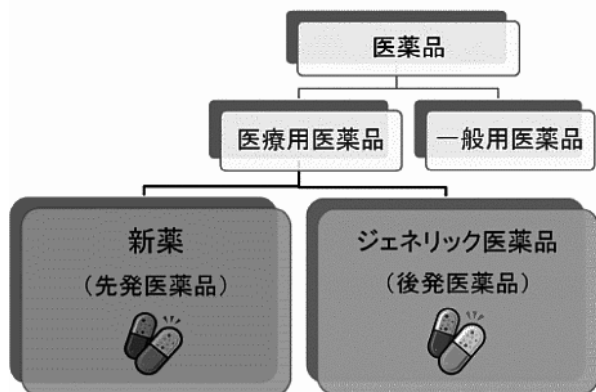 医薬品
医療用医薬品
一般用医薬品
新薬
（先発医薬品）
ジェネリック医薬品
（後発医薬品）